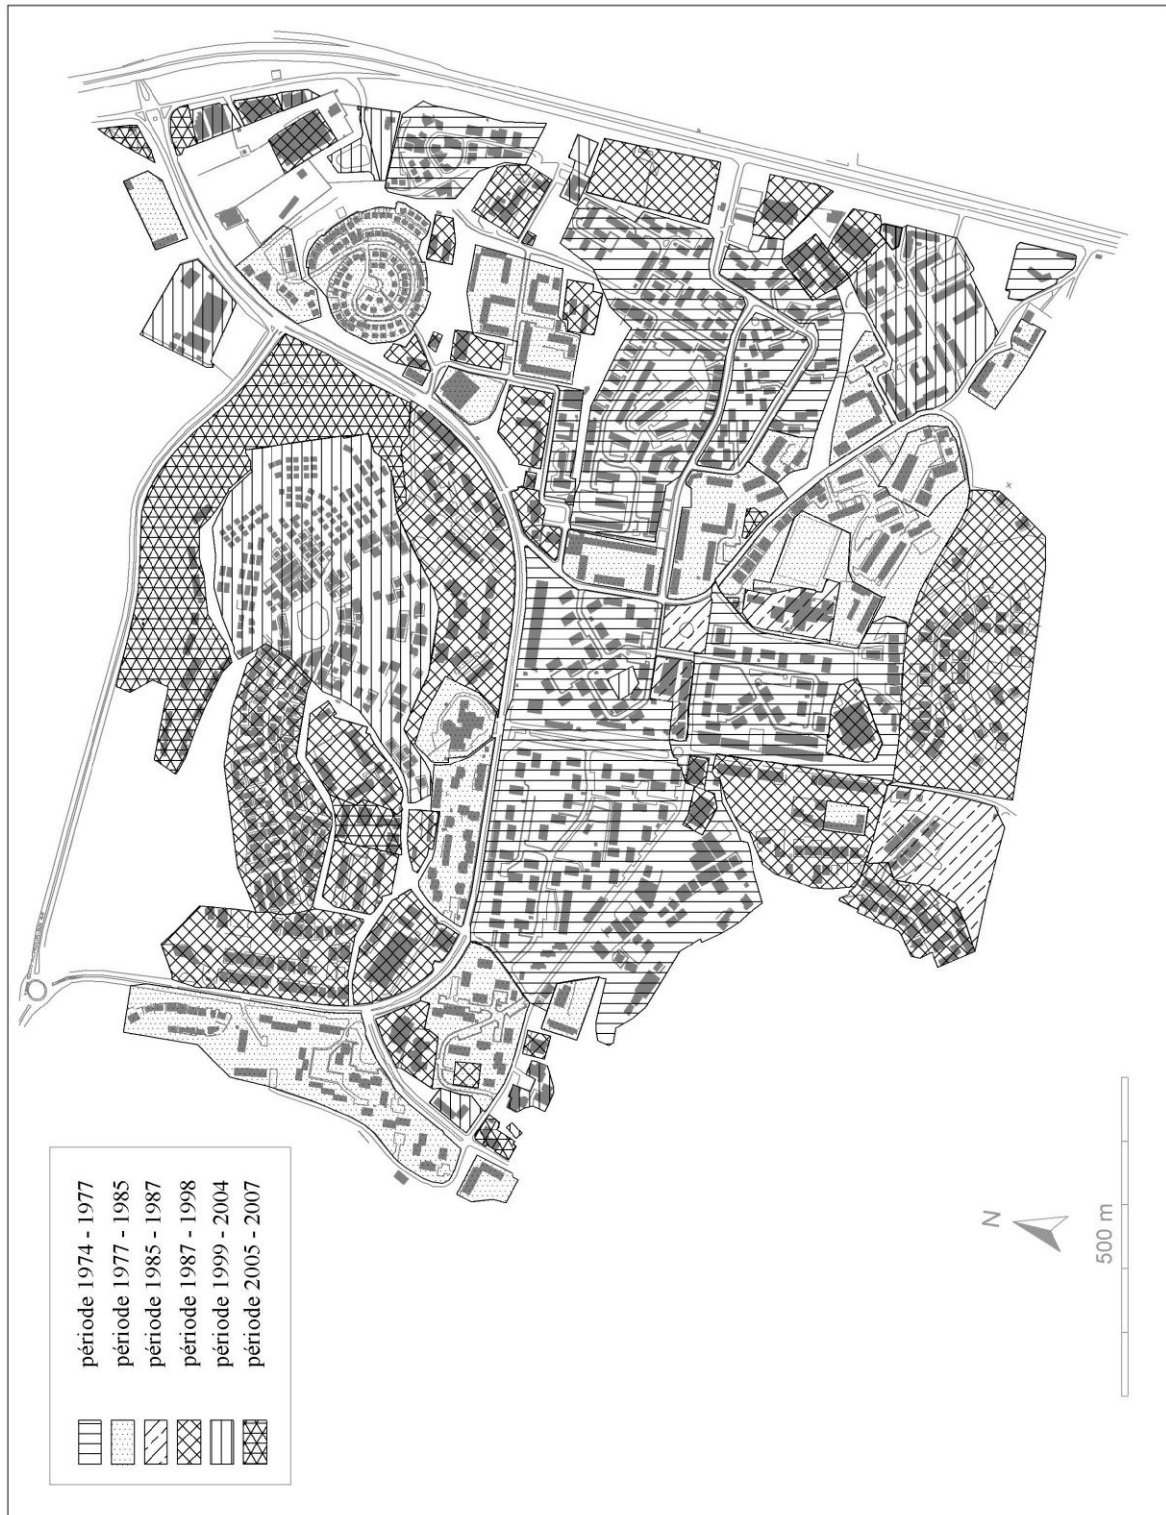 période 1974 - 1977
période 1977 - 1985
période 1985 - 1987
période 1987 - 1998
période 1999 - 2004
période 2005 - 2007
N
500 m